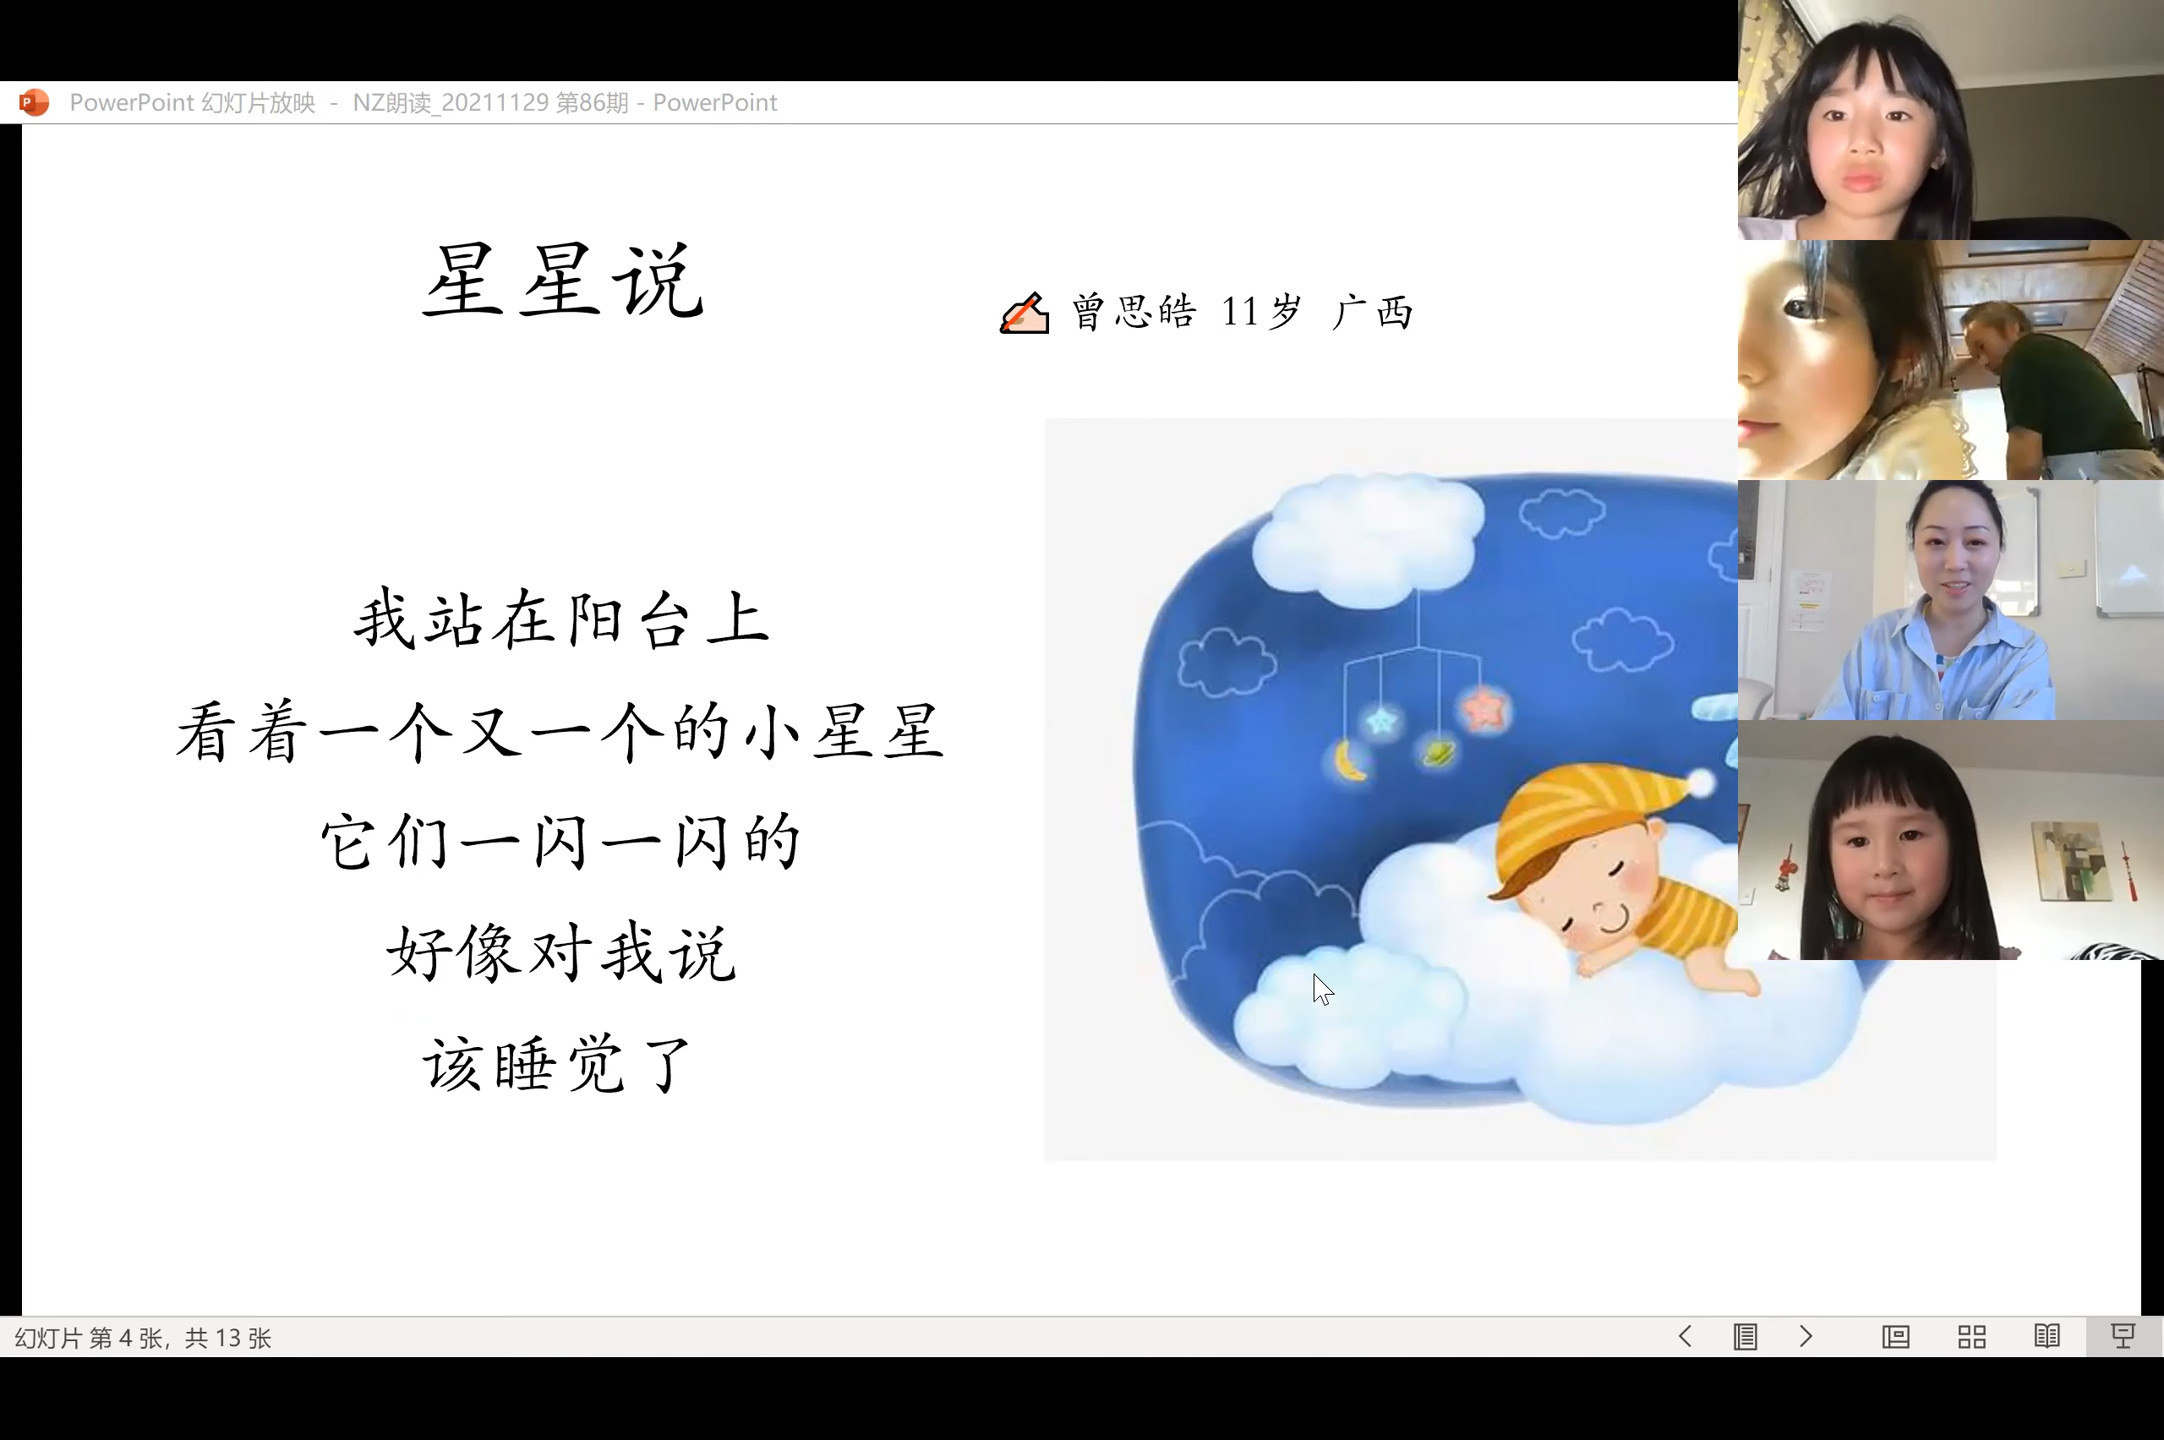 PowerPoint 幻灯片放映 - NZ朗读_20211129 第86期 - PowerPoint
星星说
曾思皓 11岁 广西
我站在阳台上
看着一个又一个的小星星
它们一闪一闪的
好像对我说
该睡觉了
幻灯片 第 4 张，共 13 张